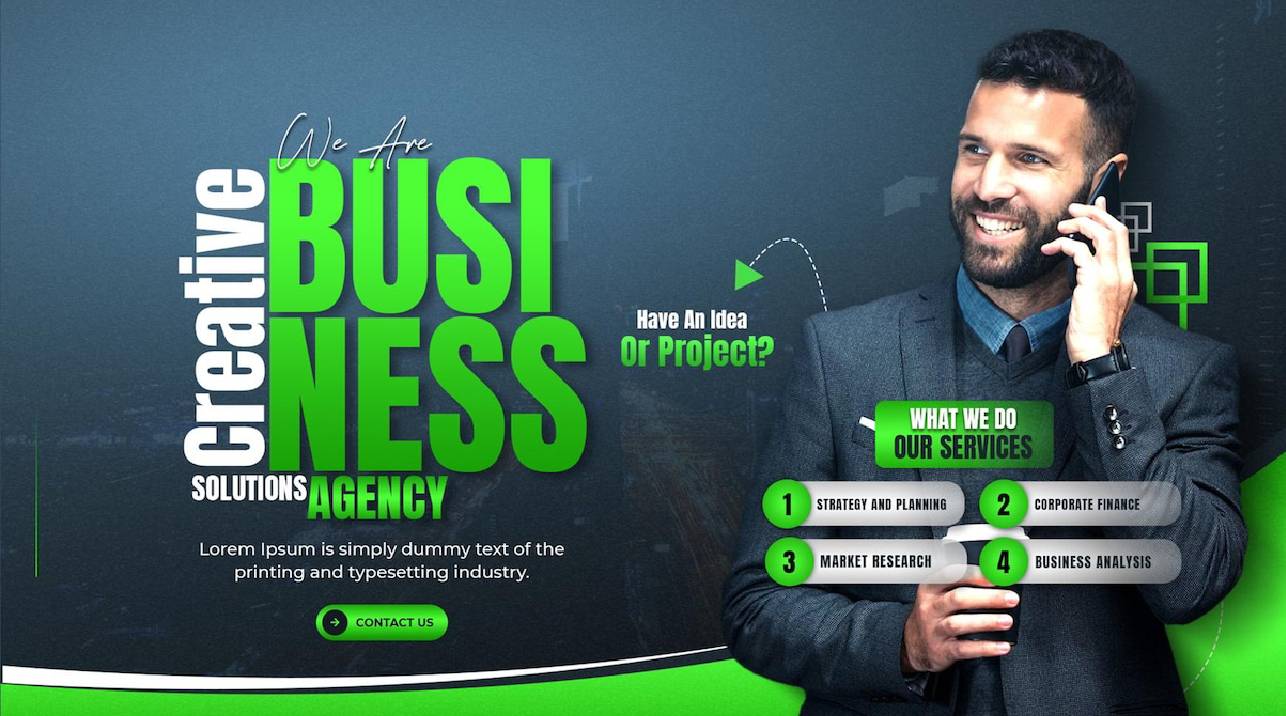 We Are
creative
BUSI
NESS
SOLUTIONS AGENCY
Lorem Ipsum is simply dummy text of the
printing and typesetting industry.
CONTACT US
Have An Idea
Or Project?
WHAT WE DO
OUR SERVICES
1 STRATEGY AND PLANNING
2 CORPORATE FINANCE
3 MARKET RESEARCH
4 BUSINESS ANALYSIS